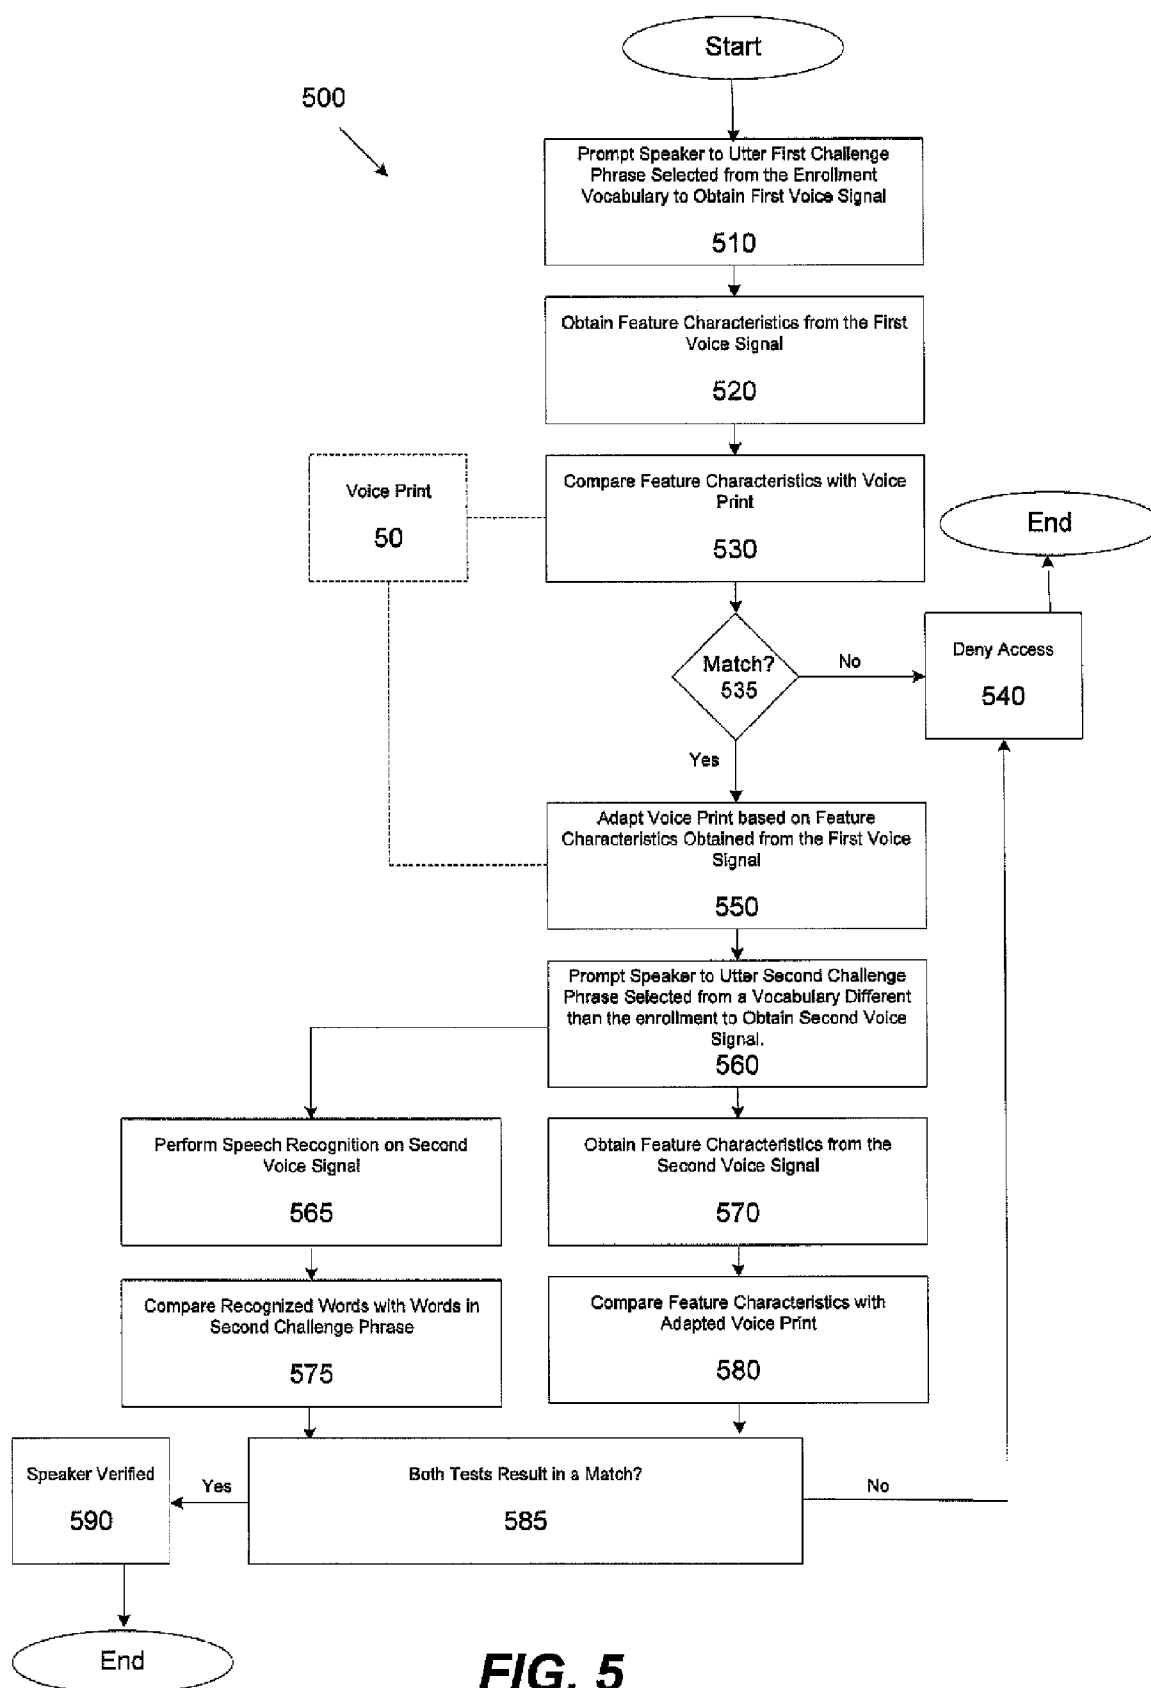 Start
500
Prompt Speaker to Utter First Challenge
Phrase Selected from the Enrollment
Vocabulary to Obtain First Voice Signal
510
Obtain Feature Characteristics from the First
Voice Signal
520
Voice Print
50
Compare Feature Characteristics with Voice
Print
530
End
Match?
535
No
Deny Access
540
Yes
Adapt Voice Print based on Feature
Characteristics Obtained from the First Voice
Signal
550
Prompt Speaker to Utter Second Challenge
Phrase Selected from a Vocabulary Different
than the enrollment to Obtain Second Voice
Signal.
560
Perform Speech Recognition on Second
Voice Signal
565
Obtain Feature Characteristics from the
Second Voice Signal
570
Compare Recognized Words with Words in
Second Challenge Phrase
575
Compare Feature Characteristics with
Adapted Voice Print
580
Speaker Verified
590
Yes
Both Tests Result in a Match?
585
No
End
FIG. 5